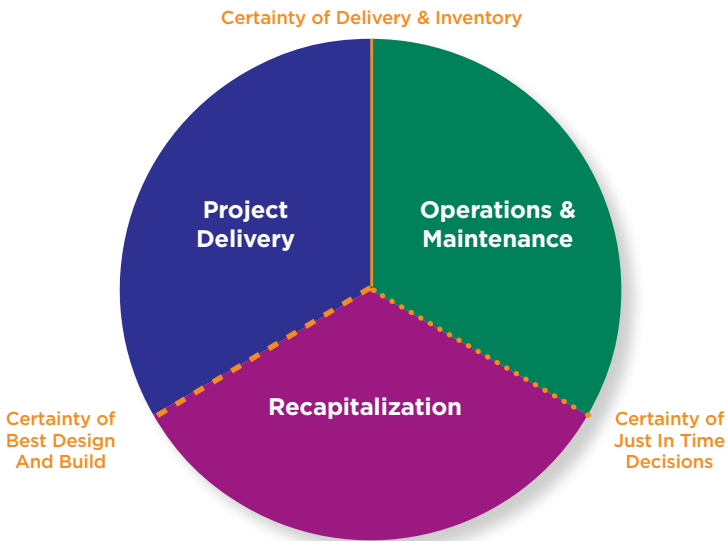 Certainty of Delivery & Inventory
Project
Delivery
Operations &
Maintenance
Recapitalization
Certainty of
Best Design
And Build
Certainty of
Just In Time
Decisions